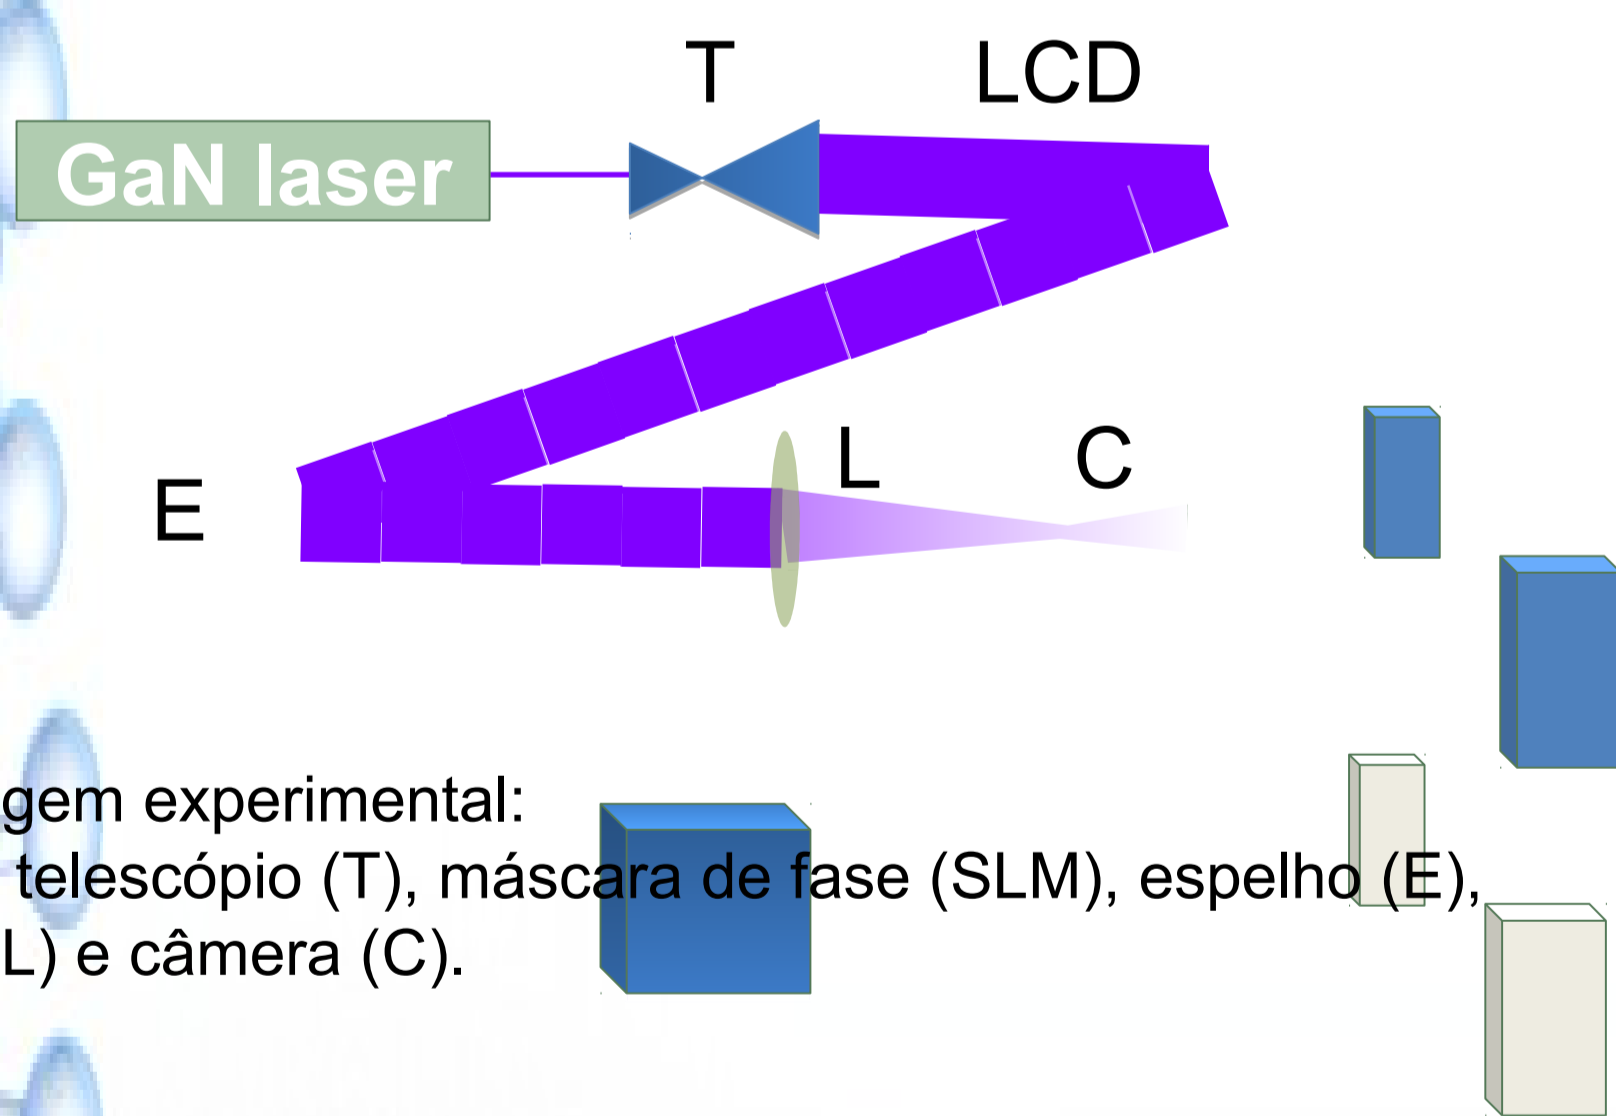 T LCD
GaN laser
L C
E
gem experimental:
telescópio (T), máscara de fase (SLM), espelho (E),
L) e câmera (C).